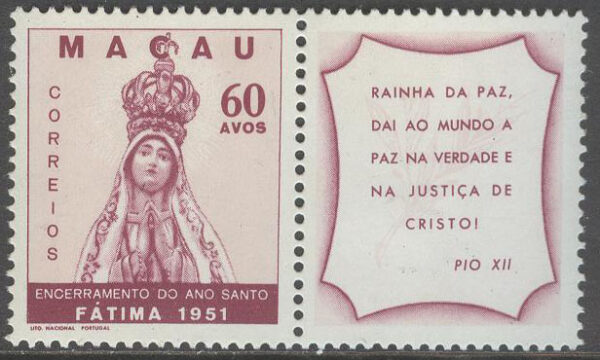 MACAU
CORREIOS
60
AVOS
ENCERRAMENTO DO ANO SANTO
FÁTIMA 1951
LITO. NACIONAL PORTUGAL
RAINHA DA PAZ,
DAI AO MUNDO A
PAZ NA VERDADE E
NA JUSTIÇA DE
CRISTO!
PIO XII